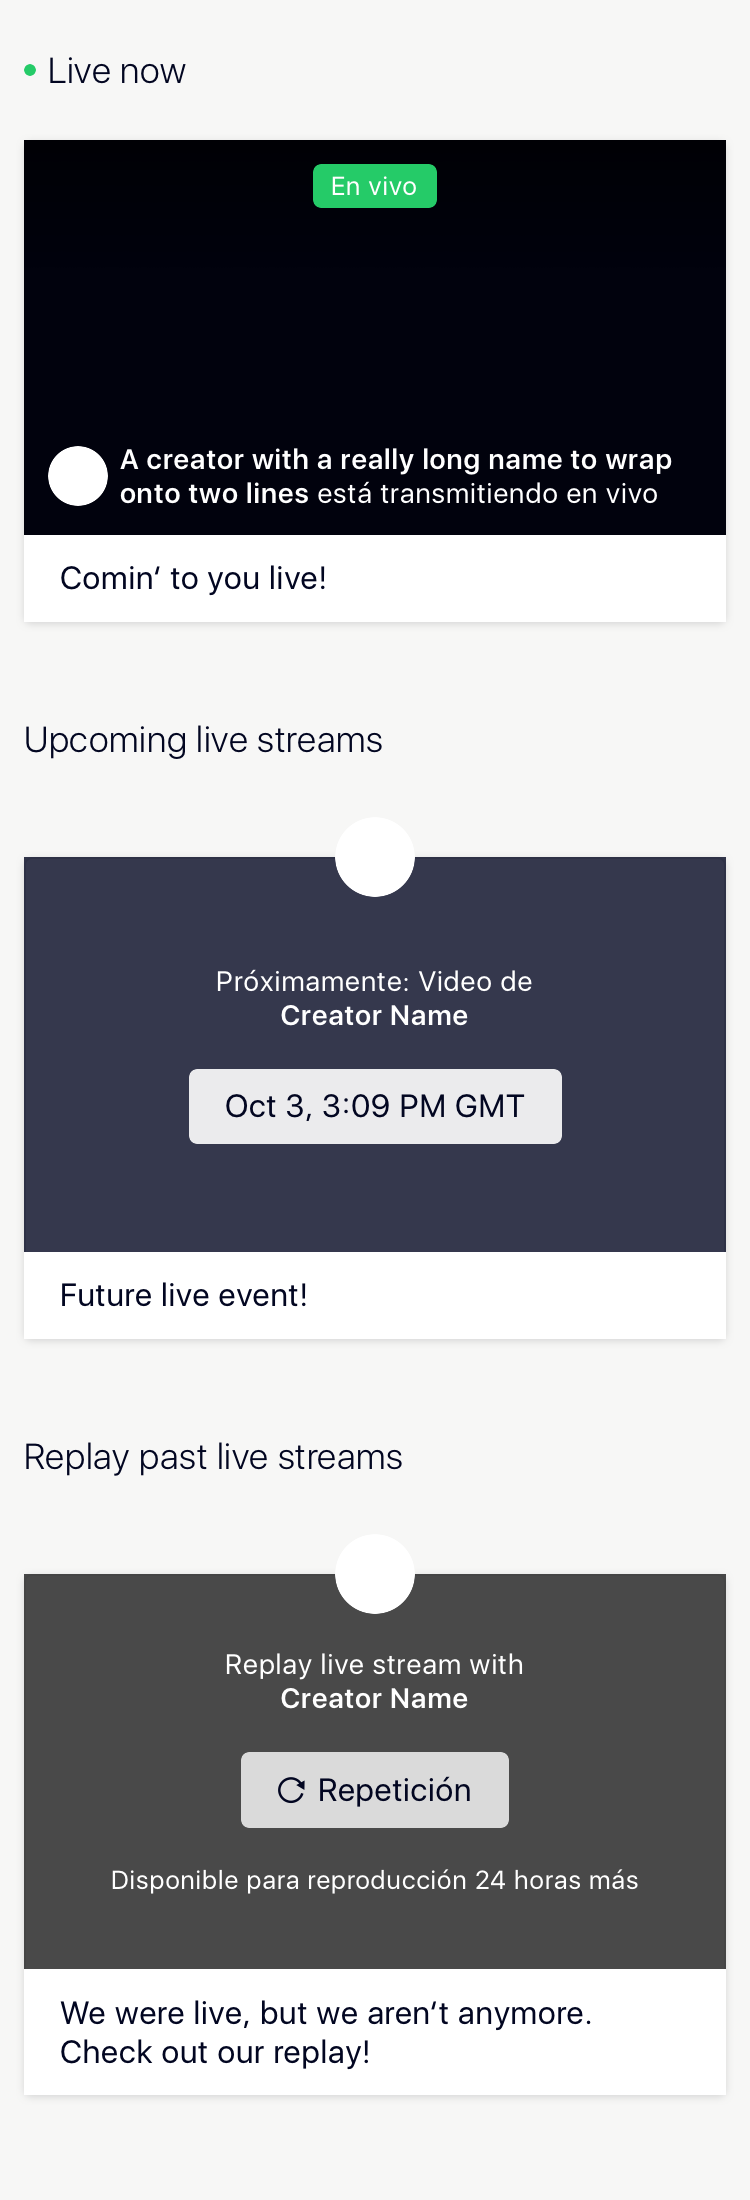 Live now
En vivo
A creator with a really long name to wrap
onto two lines está transmitiendo en vivo
Comin‘ to you live!
Upcoming live streams
Próximamente: Video de
Creator Name
Oct 3, 3:09 PM GMT
Future live event!
Replay past live streams
Replay live stream with
Creator Name
Repetición
Disponible para reproducción 24 horas más
We were live, but we aren‘t anymore.
Check out our replay!